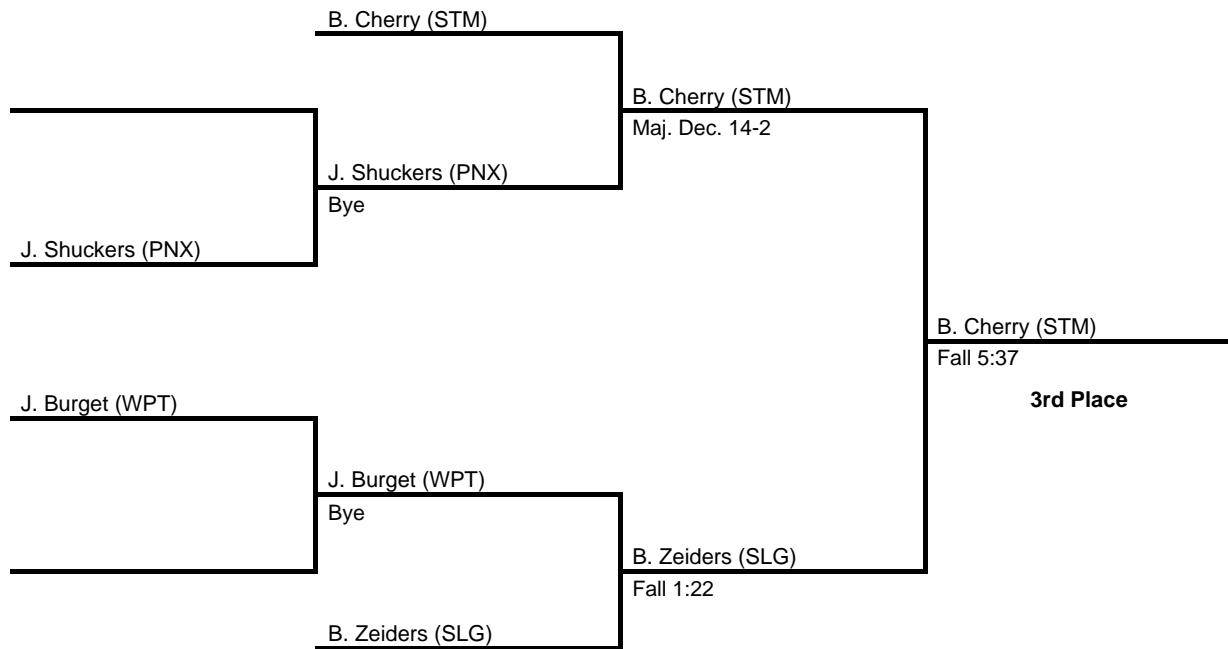 B. Cherry (STM)
B. Cherry (STM)
Maj. Dec. 14-2
J. Shuckers (PNX)
Bye
J. Shuckers (PNX)
B. Cherry (STM)
Fall 5:37
3rd Place
J. Burget (WPT)
J. Burget (WPT)
Bye
B. Zeiders (SLG)
Fall 1:22
B. Zeiders (SLG)